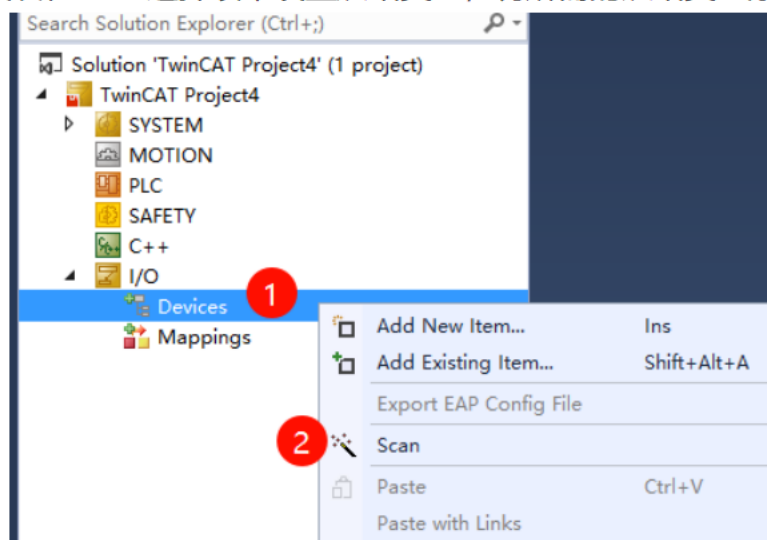 Search Solution Explorer (Ctrl+;)
Solution 'TwinCAT Project4' (1 project)
TwinCAT Project4
SYSTEM
MOTION
PLC
SAFETY
C++
I/O
Devices
1
Mappings
Add New Item... Ins
Add Existing Item... Shift+Alt+A
Export EAP Config File
2
Scan
Paste Ctrl+V
Paste with Links